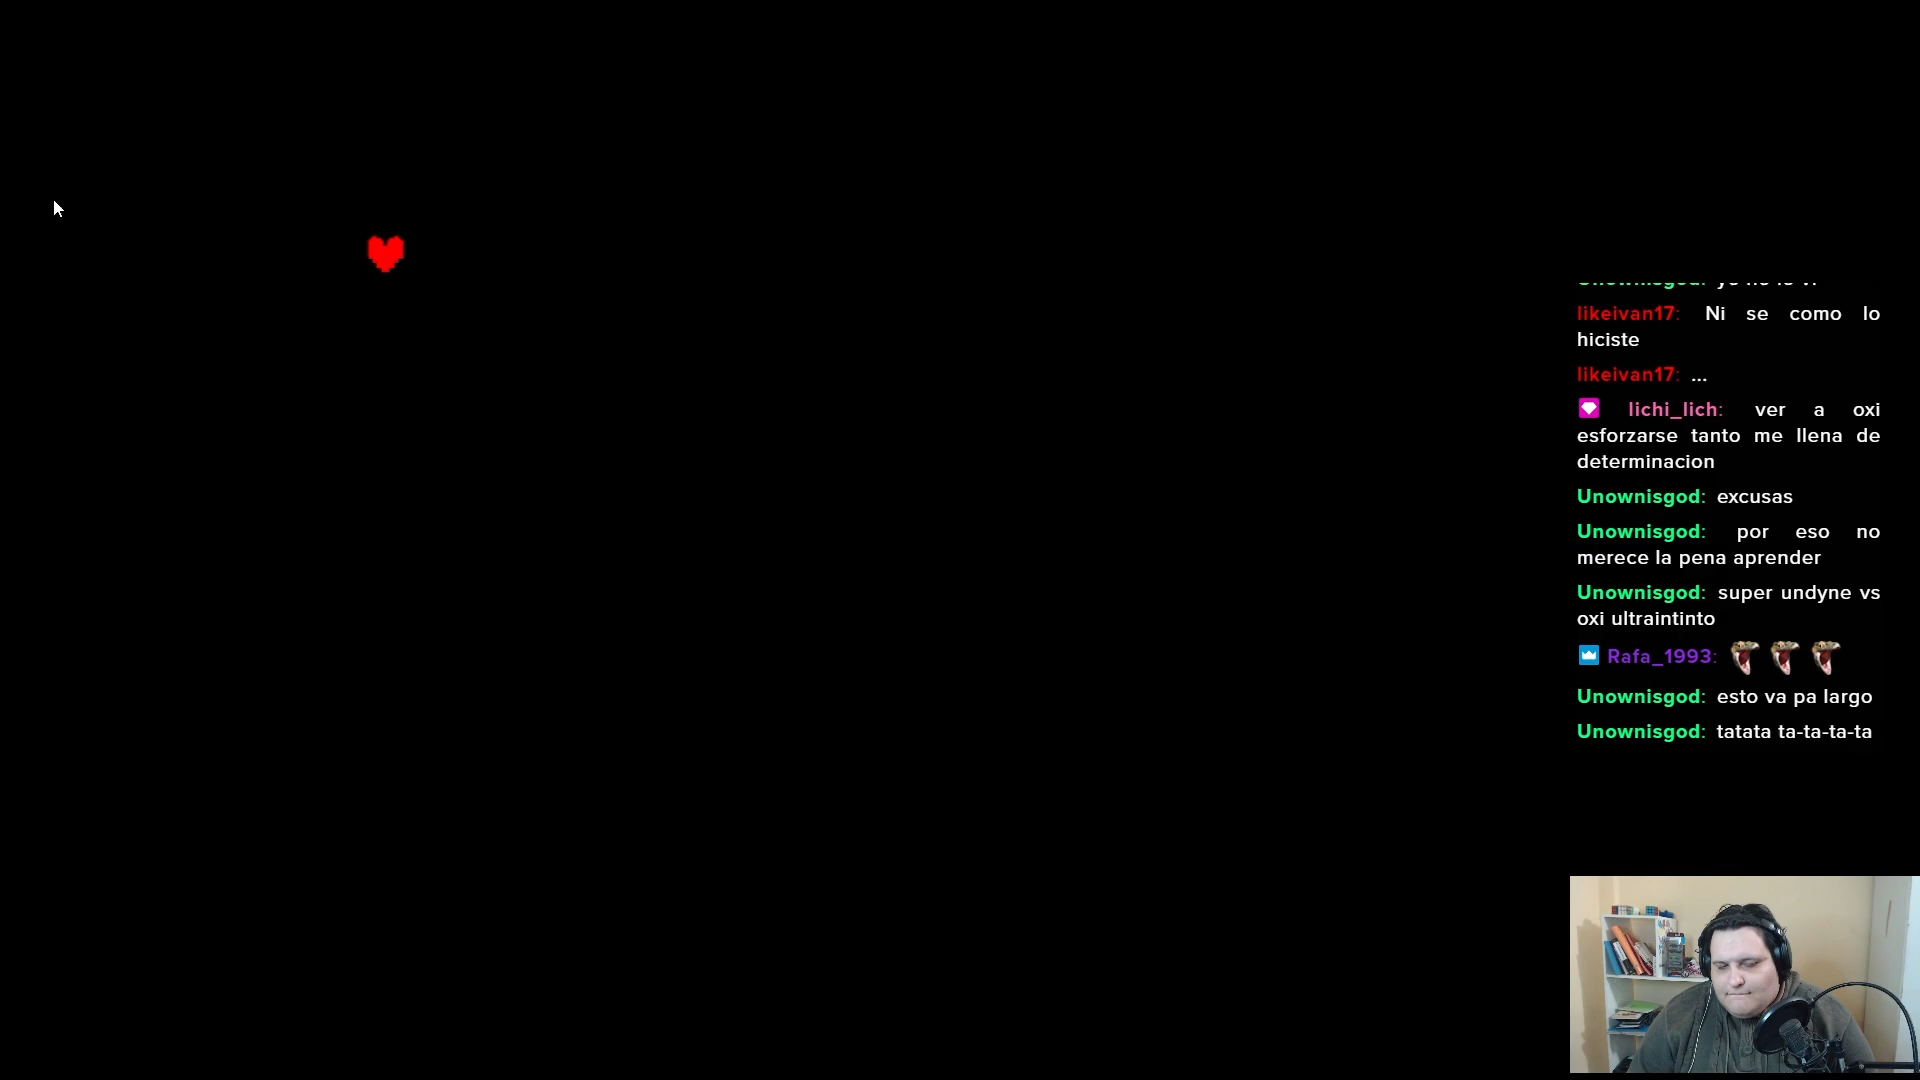 likeivan17: Ni se como lo
hiciste
likeivan17: ...
lichi_lich: ver a oxi
esforzarse tanto me llena de
determinacion
Unownisgod: excusas
Unownisgod: por eso no
merece la pena aprender
Unownisgod: super undyne vs
oxi ultraintinto
Rafa_1993:
Unownisgod: esto va pa largo
Unownisgod: tatata ta-ta-ta-ta